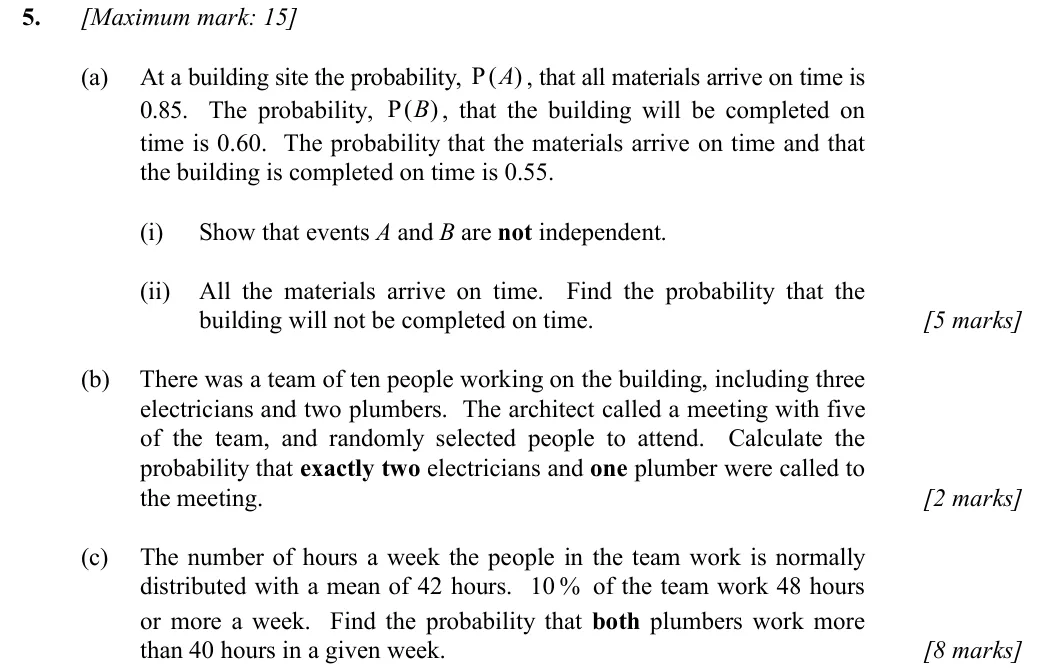 5. [Maximum mark: 15]
(a) At a building site the probability, P(A), that all materials arrive on time is
0.85. The probability, P(B), that the building will be completed on
time is 0.60. The probability that the materials arrive on time and that
the building is completed on time is 0.55.
(i) Show that events A and B are not independent.
(ii) All the materials arrive on time. Find the probability that the
building will not be completed on time. [5 marks]
(b) There was a team of ten people working on the building, including three
electricians and two plumbers. The architect called a meeting with five
of the team, and randomly selected people to attend. Calculate the
probability that exactly two electricians and one plumber were called to
the meeting. [2 marks]
(c) The number of hours a week the people in the team work is normally
distributed with a mean of 42 hours. 10 % of the team work 48 hours
or more a week. Find the probability that both plumbers work more
than 40 hours in a given week. [8 marks]